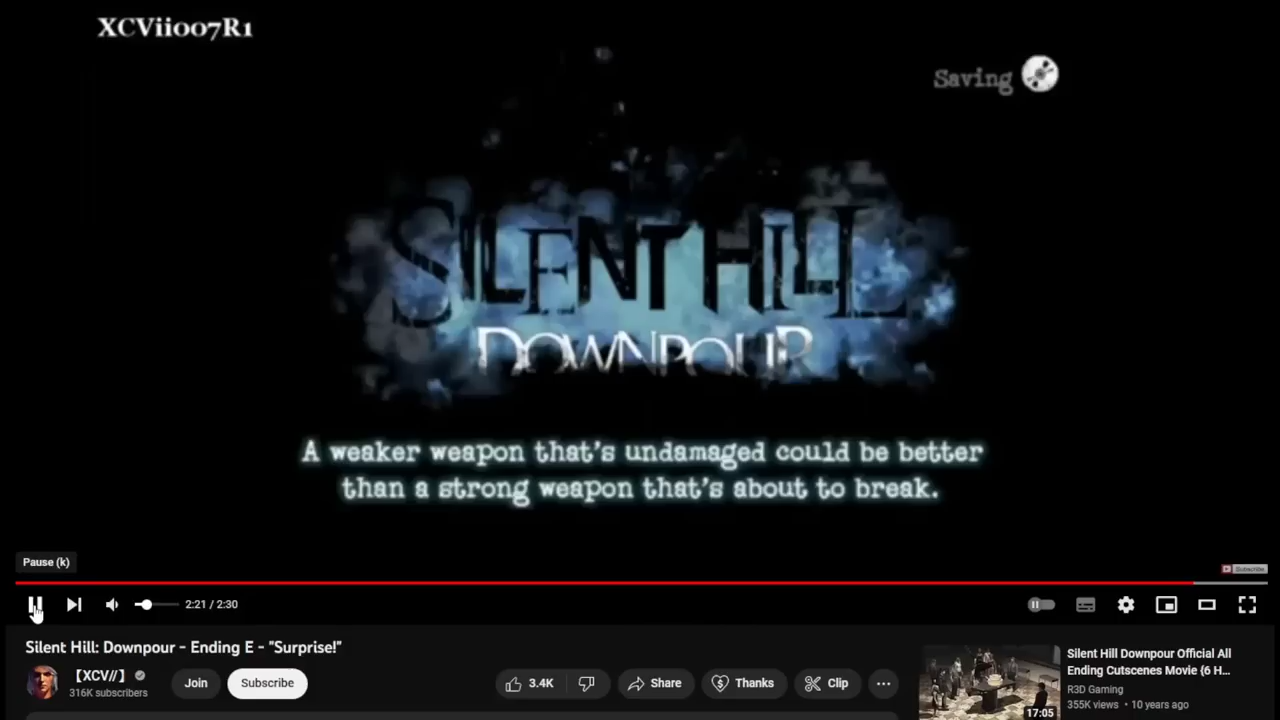 XCVii007R1
Saving
SILENT HILL
DOWNPOUR
A weaker weapon that's undamaged could be better
than a strong weapon that's about to break.
Pause (k)
Subscribe
2:21 / 2:30
Silent Hill: Downpour - Ending E - "Surprise!"
【XCV//】
316K subscribers
Join
Subscribe
3.4K
Share
Thanks
Clip
Silent Hill Downpour Official All
Ending Cutscenes Movie {6 H...
R3D Gaming
355K views • 10 years ago
17:05